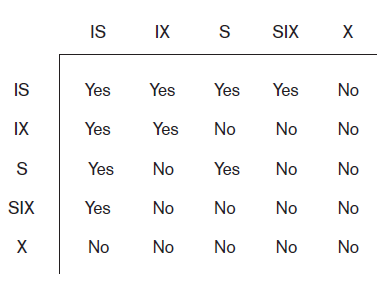 IS IX S SIX X
IS Yes Yes Yes Yes No
IX Yes Yes No No No
S Yes No Yes No No
SIX Yes No No No No
X No No No No No